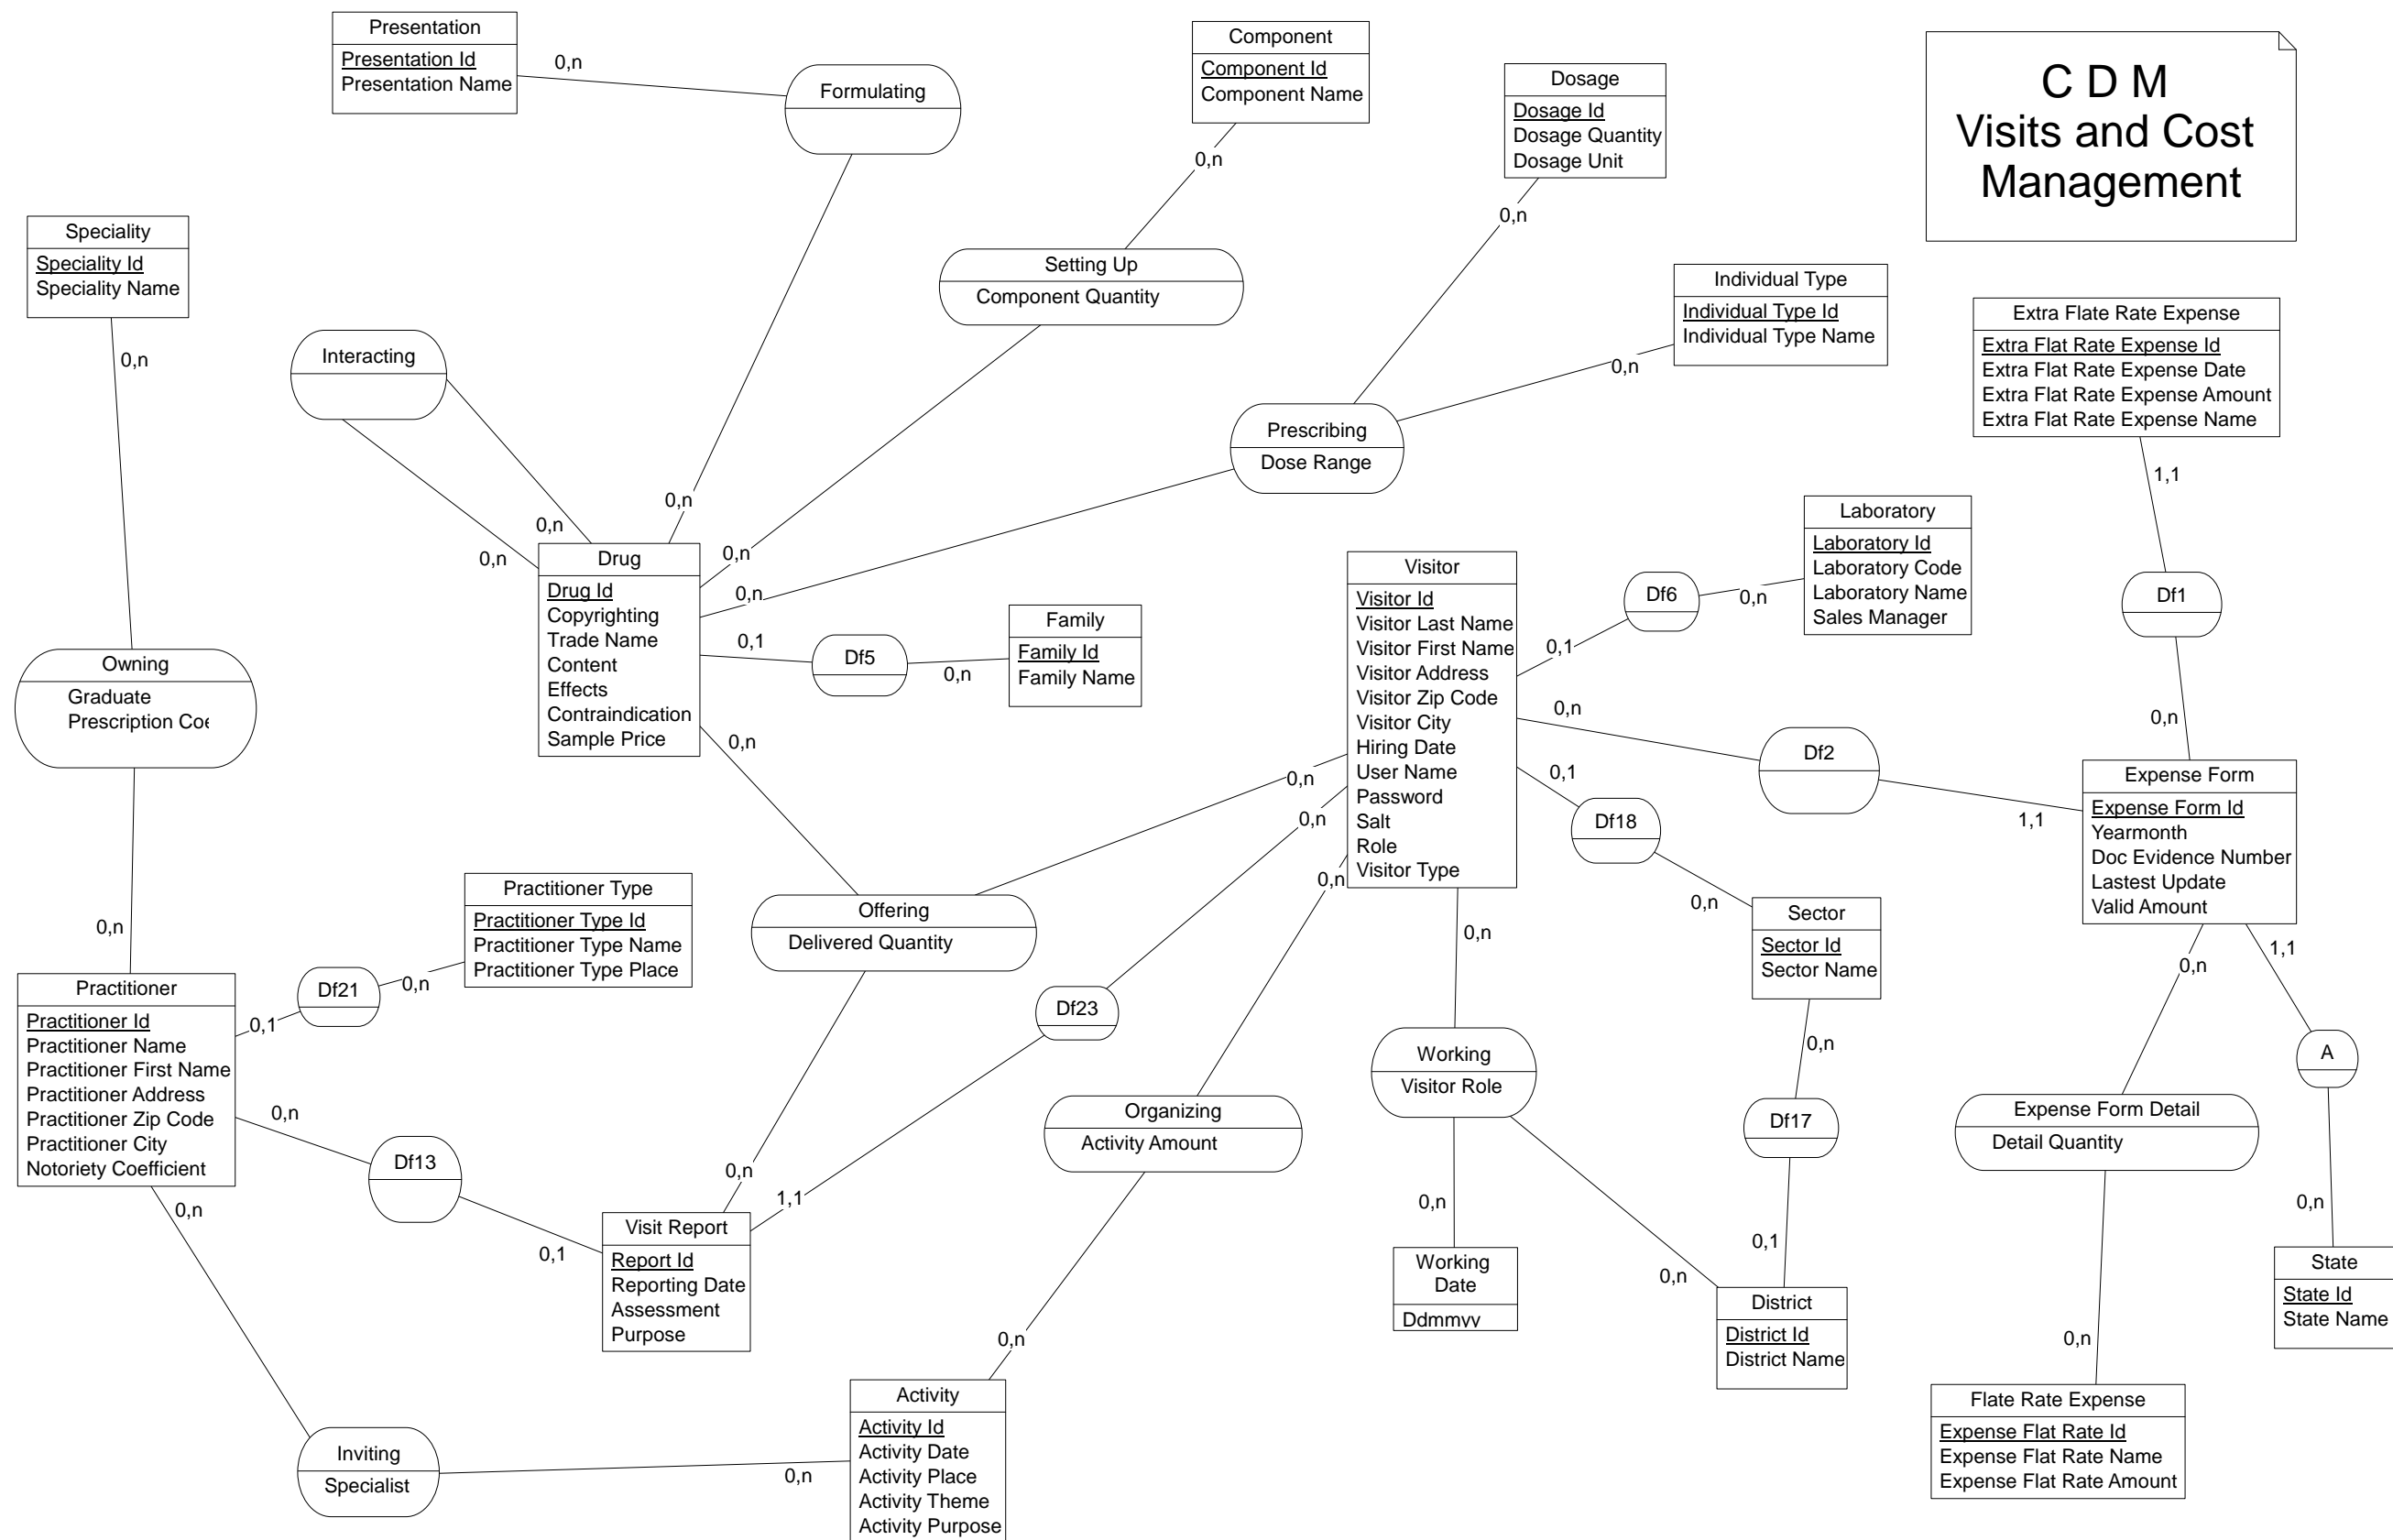 Presentation
Presentation Id
Presentation Name
0,n
Formulating
0,n
Component
Component Id
Component Name
0,n
Setting Up
Component Quantity
0,n
Dosage
Dosage Id
Dosage Quantity
Dosage Unit
0,n
C D M
Visits and Cost
Management
Speciality
Speciality Id
Speciality Name
0,n
Interacting
0,n
0,n
Individual Type
Individual Type Id
Individual Type Name
0,n
Prescribing
Dose Range
0,n
Extra Flate Rate Expense
Extra Flat Rate Expense Id
Extra Flat Rate Expense Date
Extra Flat Rate Expense Amount
Extra Flat Rate Expense Name
1,1
Df1
0,n
Drug
Drug Id
Copyrighting
Trade Name
Content
Effects
Contraindication
Sample Price
0,1
Df5
0,n
Family
Family Id
Family Name
0,n
Visitor
Visitor Id
Visitor Last Name
Visitor First Name
Visitor Address
Visitor Zip Code
Visitor City
Hiring Date
User Name
Password
Salt
Role
Visitor Type
0,1
Df6
0,n
Laboratory
Laboratory Id
Laboratory Code
Laboratory Name
Sales Manager
0,n
Df2
1,1
0,1
Df18
0,n
Owning
Graduate
Prescription Coe
0,n
Expense Form
Expense Form Id
Yearmonth
Doc Evidence Number
Lastest Update
Valid Amount
0,n
1,1
0,n
0,n
0,n
Practitioner Type
Practitioner Type Id
Practitioner Type Name
Practitioner Type Place
Offering
Delivered Quantity
0,n
Sector
Sector Id
Sector Name
0,n
Practitioner
Practitioner Id
Practitioner Name
Practitioner First Name
Practitioner Address
Practitioner Zip Code
Practitioner City
Notoriety Coefficient
0,1
Df21
0,n
Df23
1,1
Working
Visitor Role
0,n
0,n
A
0,n
Df17
0,1
Organizing
Activity Amount
0,n
Expense Form Detail
Detail Quantity
0,n
0,n
Df13
0,1
0,n
0,n
Visit Report
Report Id
Reporting Date
Assessment
Purpose
Working
Date
Ddmmyy
District
District Id
District Name
State
State Id
State Name
Inviting
Specialist
0,n
Activity
Activity Id
Activity Date
Activity Place
Activity Theme
Activity Purpose
Flate Rate Expense
Expense Flat Rate Id
Expense Flat Rate Name
Expense Flat Rate Amount